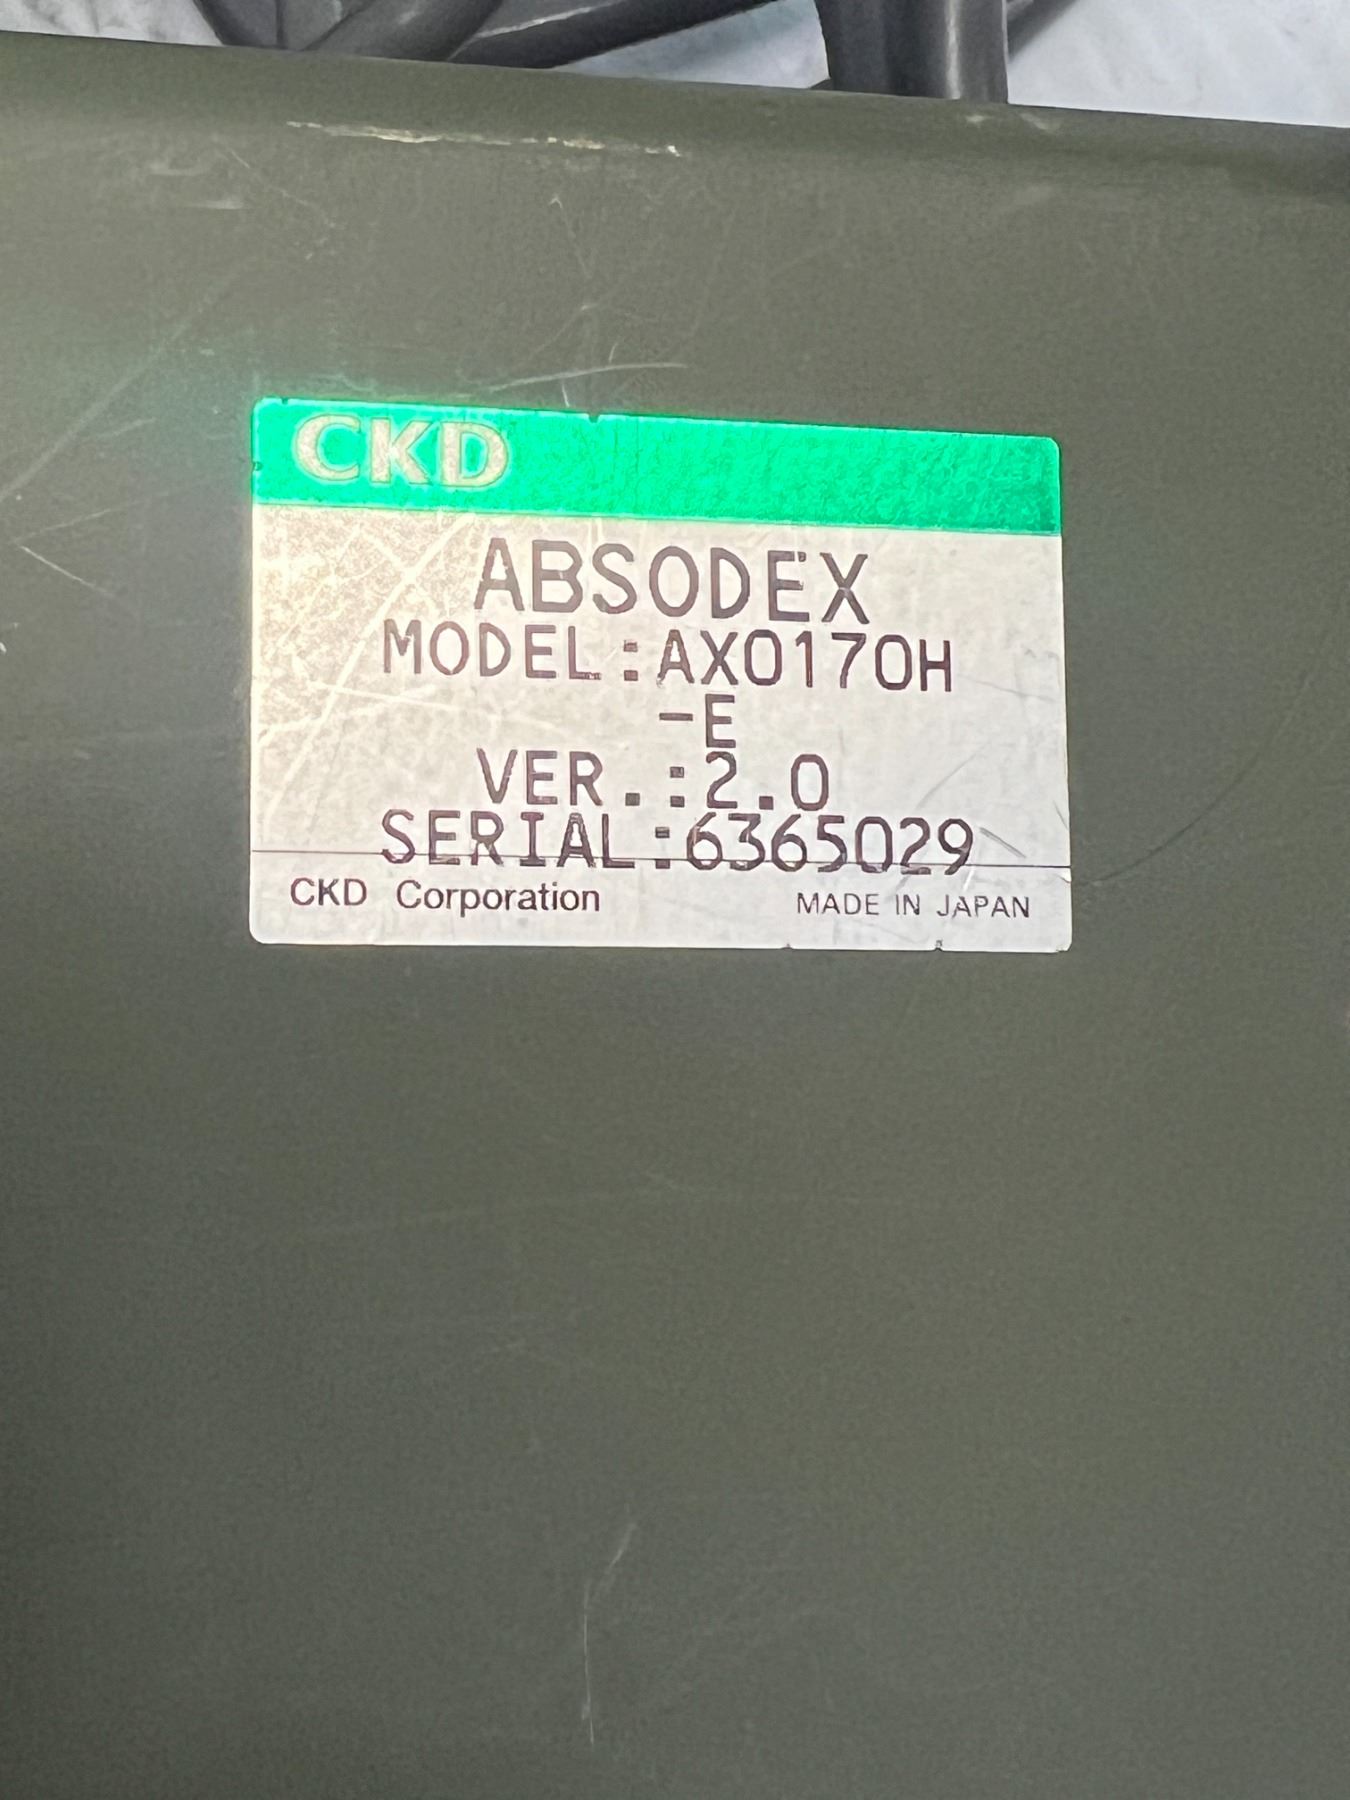 CKD
ABSODEX
MODEL:AX0170H
-E
VER.:2.0
SERIAL:6365029
CKD Corporation MADE IN JAPAN